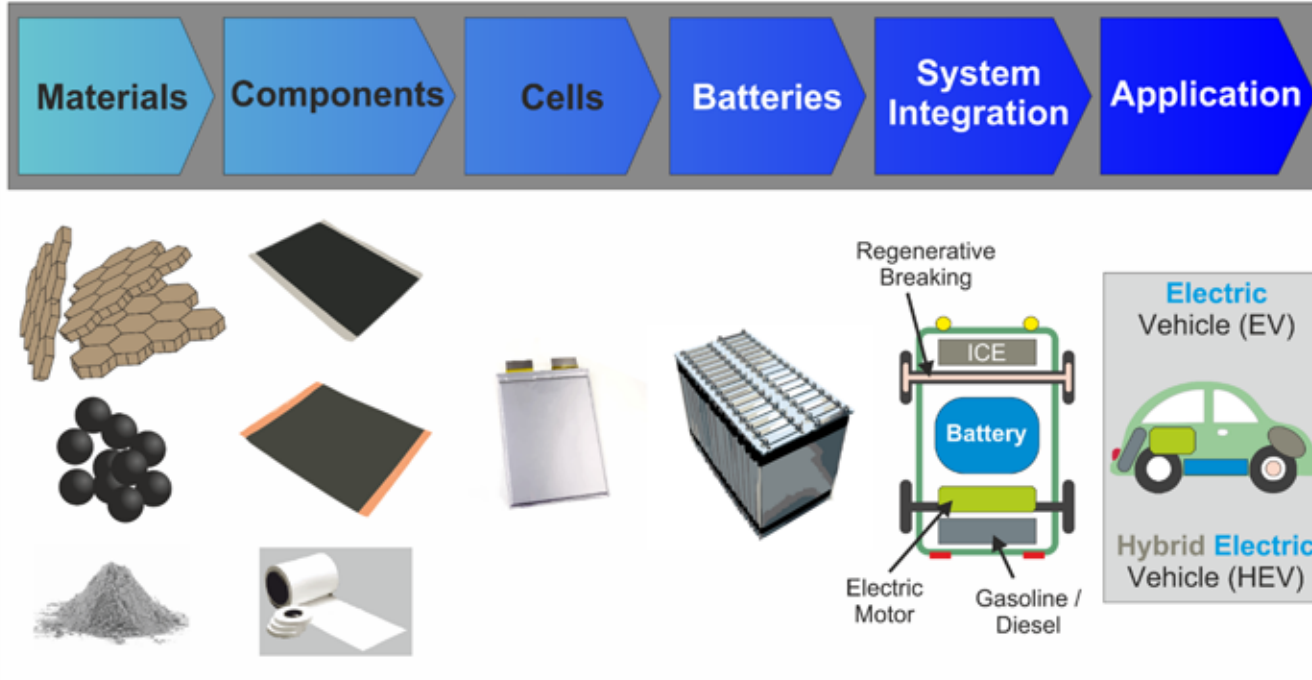 Materials
Components
Cells
Batteries
System
Integration
Application
Regenerative
Breaking
ICE
Battery
Electric
Motor
Gasoline /
Diesel
Electric
Vehicle (EV)
Hybrid Electric
Vehicle (HEV)